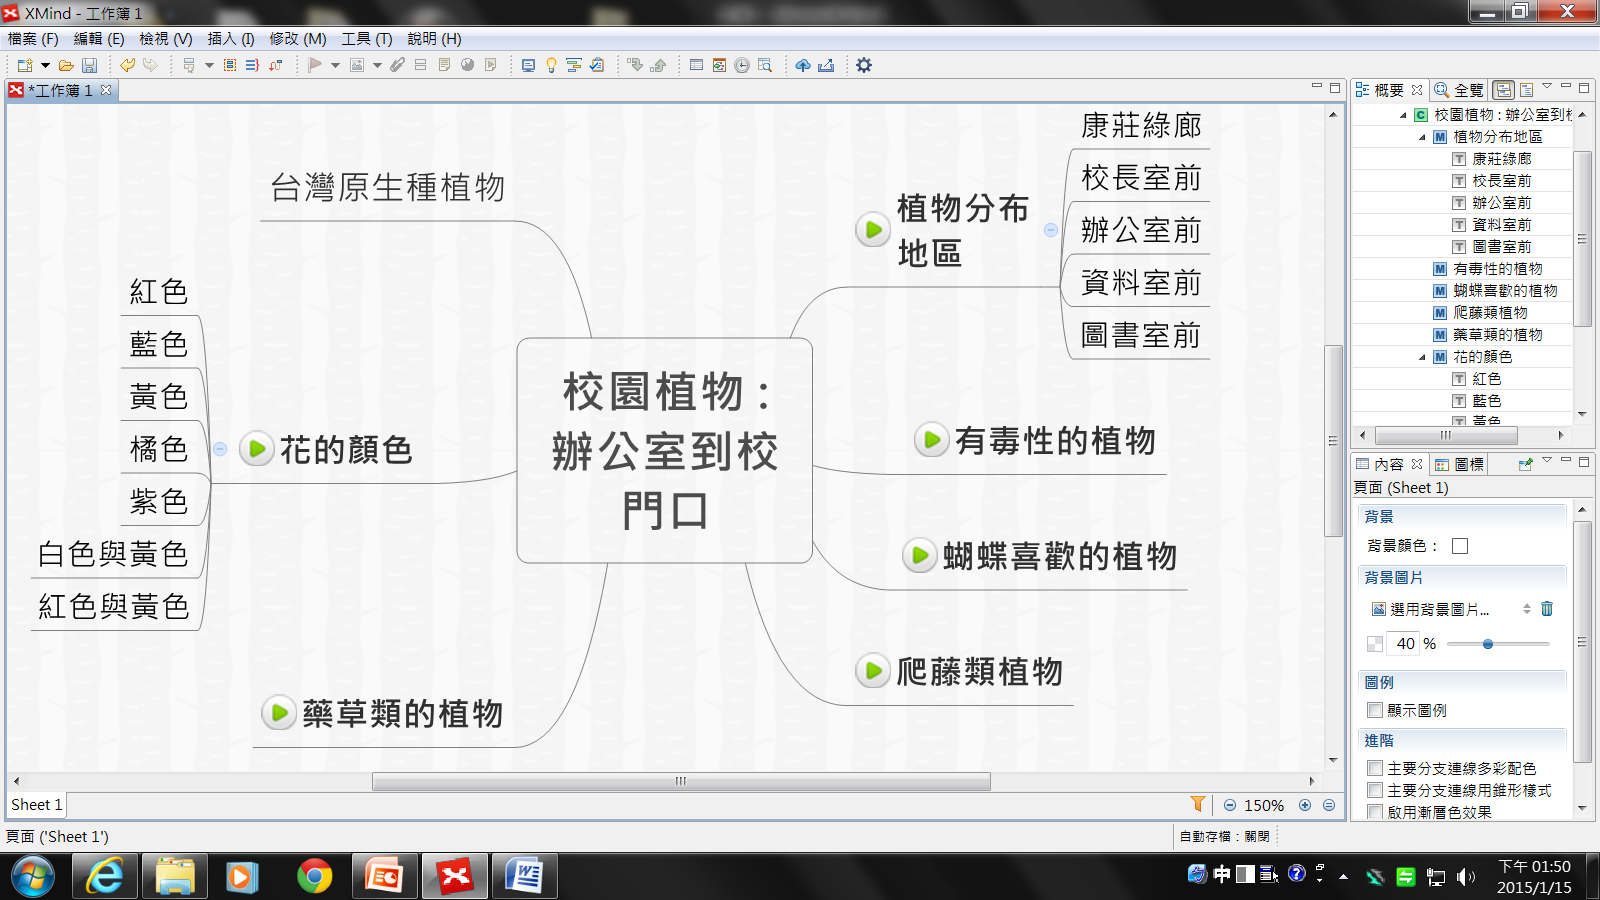 XMind - 工作簿 1
檔案 (F) 編輯 (E) 檢視 (V) 插入 (I) 修改 (M) 工具 (T) 說明 (H)
*工作簿 1
台灣原生種植物
紅色
藍色
黃色
橘色
紫色
白色與黃色
紅色與黃色
花的顏色
藥草類的植物
校園植物：
辦公室到校
門口
植物分布
地區
康莊綠廊
校長室前
辦公室前
資料室前
圖書室前
有毒性的植物
蝴蝶喜歡的植物
爬藤類植物
概要
全覽
校園植物：辦公室到校
植物分布地區
康莊綠廊
校長室前
辦公室前
資料室前
圖書室前
有毒性的植物
蝴蝶喜歡的植物
爬藤類植物
藥草類的植物
花的顏色
紅色
藍色
黃色
內容
圖標
頁面 (Sheet 1)
背景
背景顏色：
背景圖片
選用背景圖片...
40 %
圖例
顯示圖例
進階
主要分支連線多彩配色
主要分支連線用錐形樣式
啟用漸層色效果
Sheet 1
150%
頁面 ('Sheet 1')
自動存檔：關閉
中
下午 01:50
2015/1/15